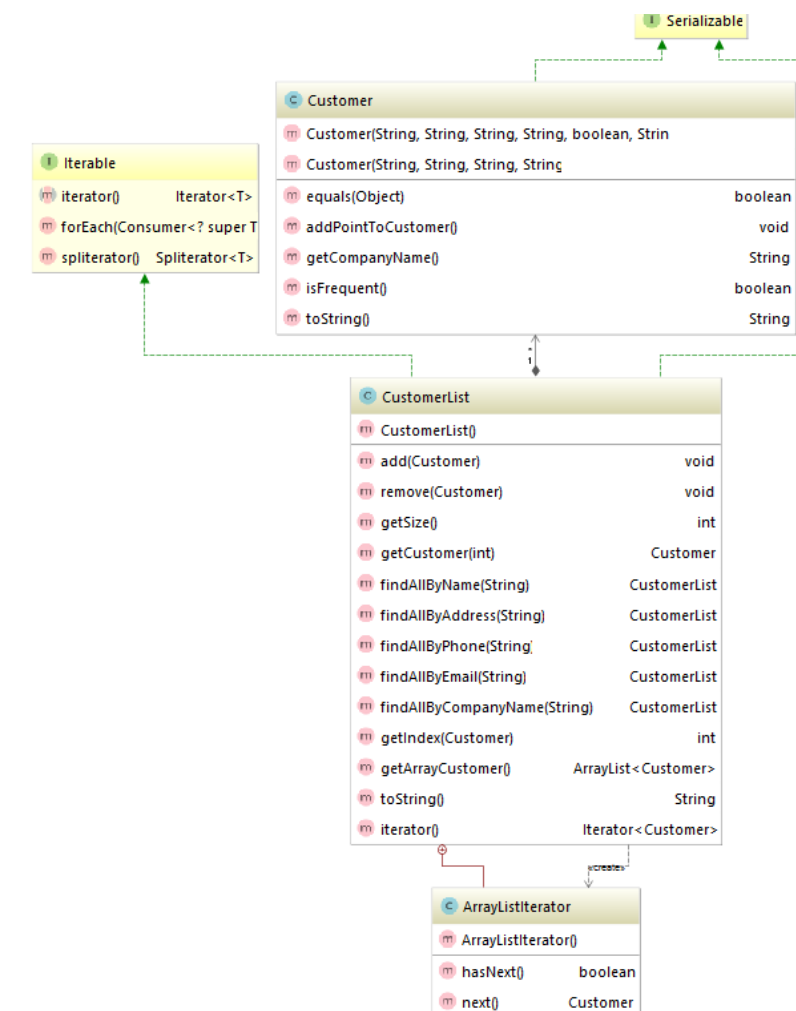 I Serializable
C Customer
m Customer(String, String, String, String, boolean, Strin
m Customer(String, String, String, String
m equals(Object) boolean
m addPointToCustomer() void
m getCompanyName() String
m isFrequent() boolean
m toString() String
I Iterable
m iterator() Iterator<T>
m forEach(Consumer<? super T
m spliterator() Spliterator<T>
*
1
C CustomerList
m CustomerList()
m add(Customer) void
m remove(Customer) void
m getSize() int
m getCustomer(int) Customer
m findAllByName(String) CustomerList
m findAllByAddress(String) CustomerList
m findAllByPhone(String) CustomerList
m findAllByEmail(String) CustomerList
m findAllByCompanyName(String) CustomerList
m getIndex(Customer) int
m getArrayCustomer() ArrayList<Customer>
m toString() String
m iterator() Iterator<Customer>
«create»
C ArrayListIterator
m ArrayListIterator()
m hasNext() boolean
m next() Customer